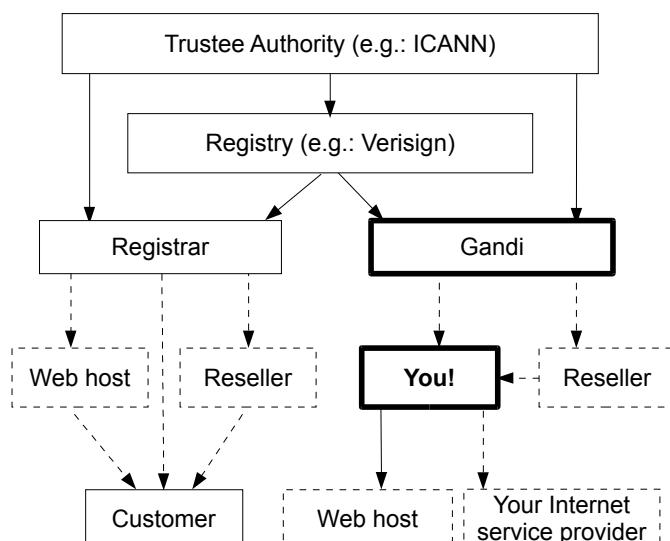 Trustee Authority (e.g.: ICANN)
Registry (e.g.: Verisign)
Registrar
Gandi
Web host
Reseller
You!
Reseller
Customer
Web host
Your Internet
service provider